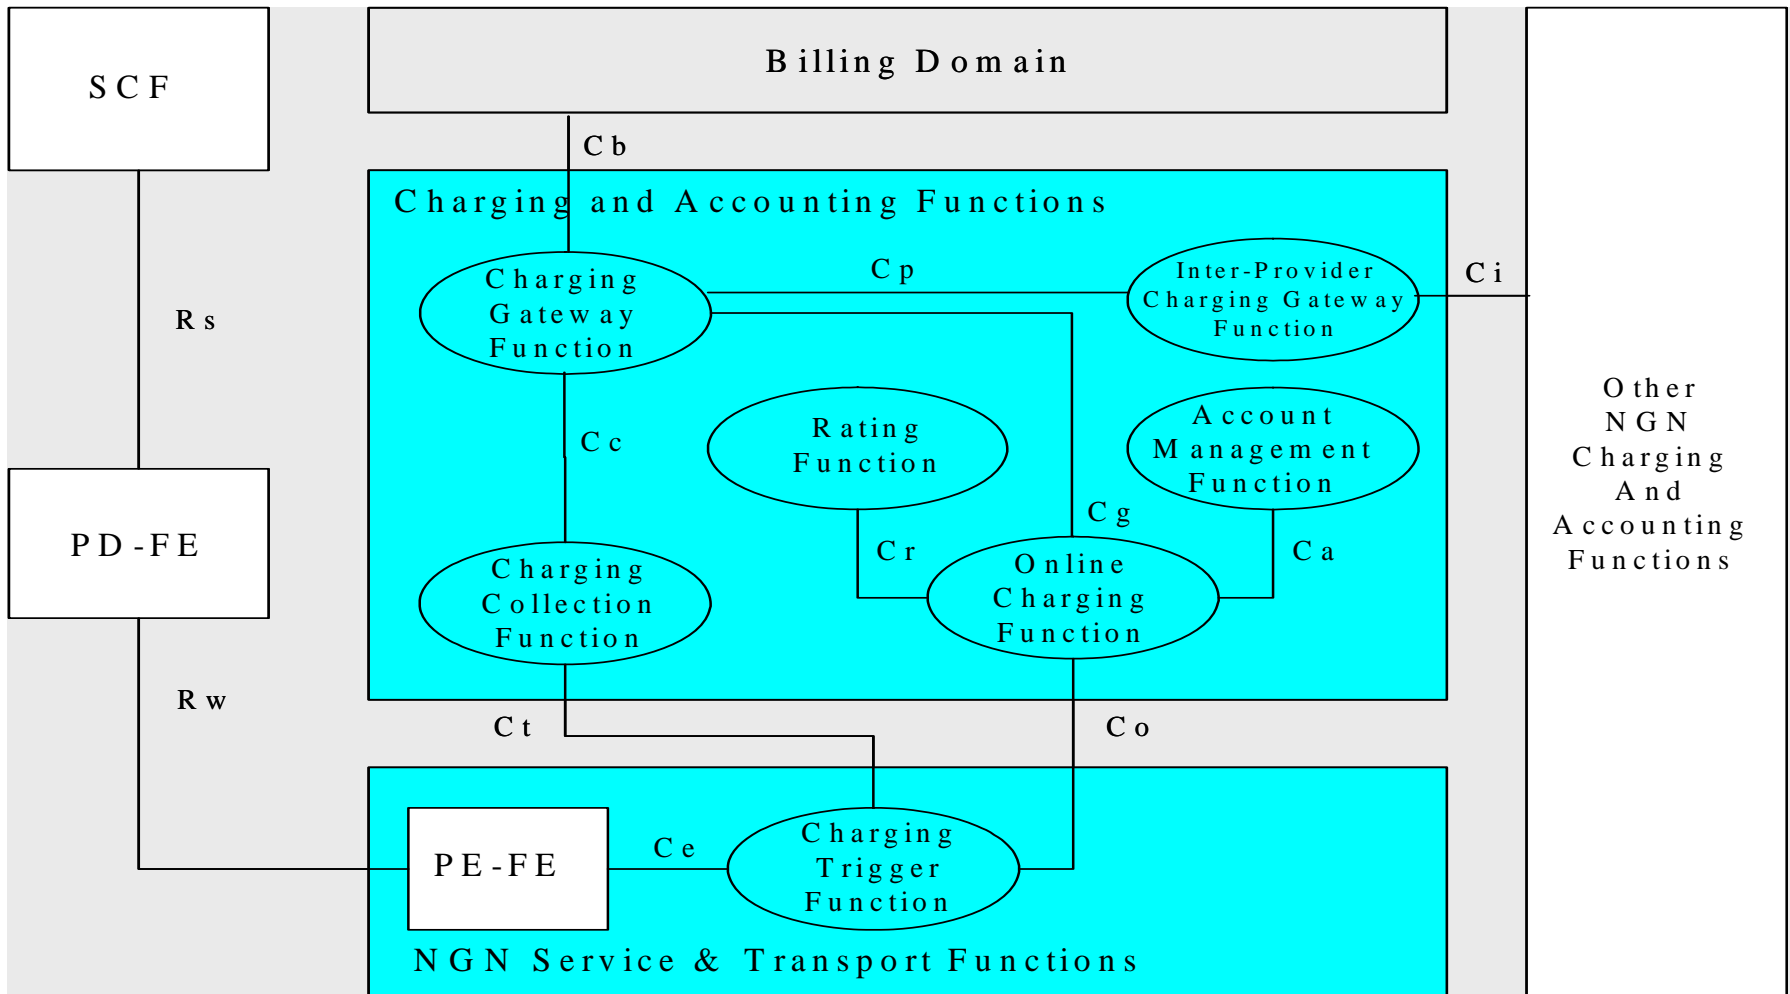 SCF
Billing Domain
Cb
Charging and Accounting Functions
Charging
Gateway
Function
Cp
Inter-Provider
Charging Gateway
Function
Ci
Rs
Cc
Rating
Function
Account
Management
Function
Other
NGN
Charging
And
Accounting
Functions
PD-FE
Cg
Cr
Ca
Charging
Collection
Function
Online
Charging
Function
Rw
Ct
Co
PE-FE
Ce
Charging
Trigger
Function
NGN Service & Transport Functions